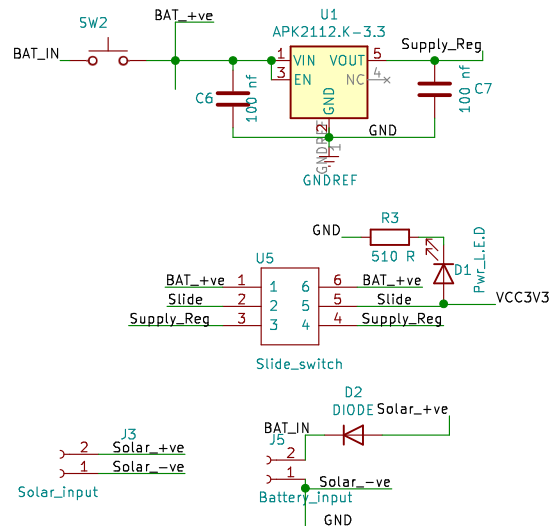 BAT_+ve
U1
SW2
APK2112.K-3.3
BAT_IN
Supply_Reg
1
VIN
VOUT
5
3
EN
NC
4
C6
100 nf
GND
C7
100 nf
2
GND
GNDREF
1
GNDREF
R3
GND
510 R
D1
Pwr_L.E.D
U5
BAT_+ve
1
1
6
6
BAT_+ve
Slide
2
2
5
5
Slide
VCC3V3
Supply_Reg
3
3
4
4
Supply_Reg
Slide_switch
D2
DIODE
Solar_+ve
BAT_IN
J3
J5
2
Solar_+ve
2
1
Solar_-ve
1
Solar_-ve
Solar_input
Battery_input
GND